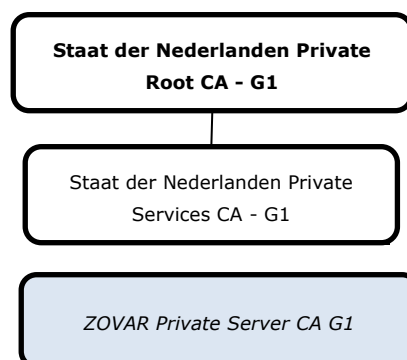 Staat der Nederlanden Private
Root CA - G1
Staat der Nederlanden Private
Services CA - G1
ZOVAR Private Server CA G1